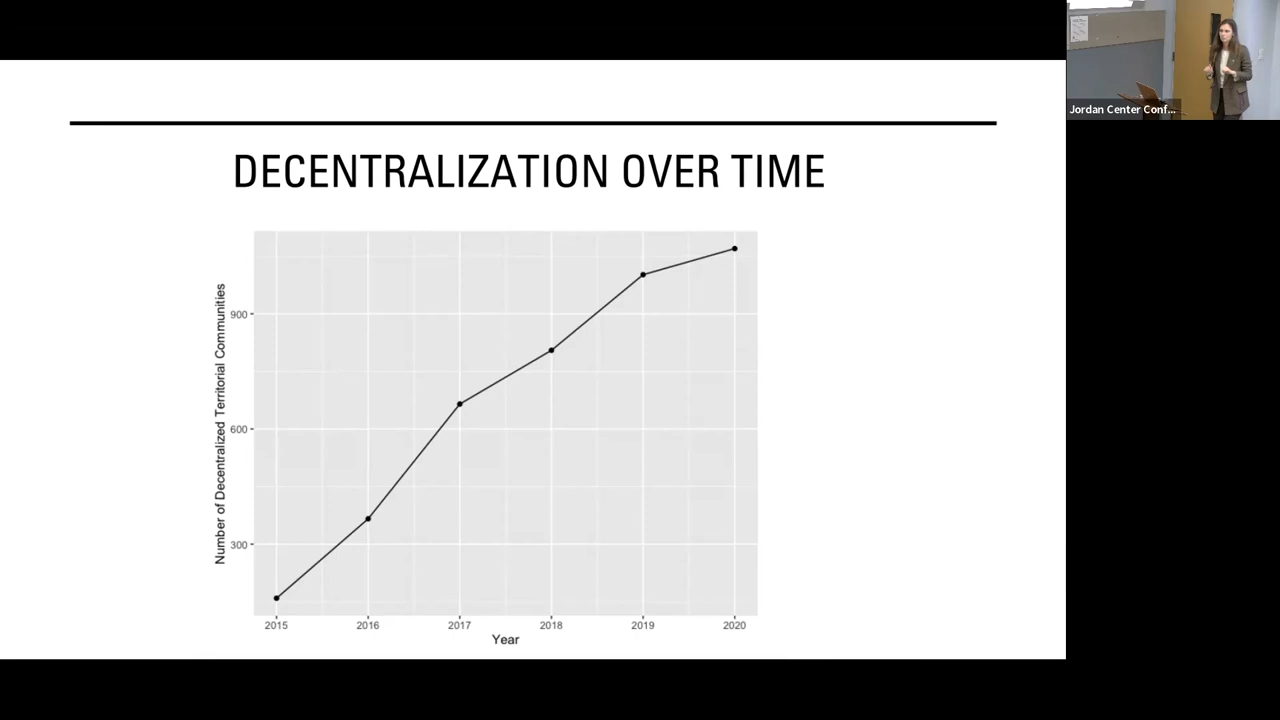 Jordan Center Conf...
DECENTRALIZATION OVER TIME
Number of Decentralized Territorial Communities
900
600
300
2015 2016 2017 2018 2019 2020
Year